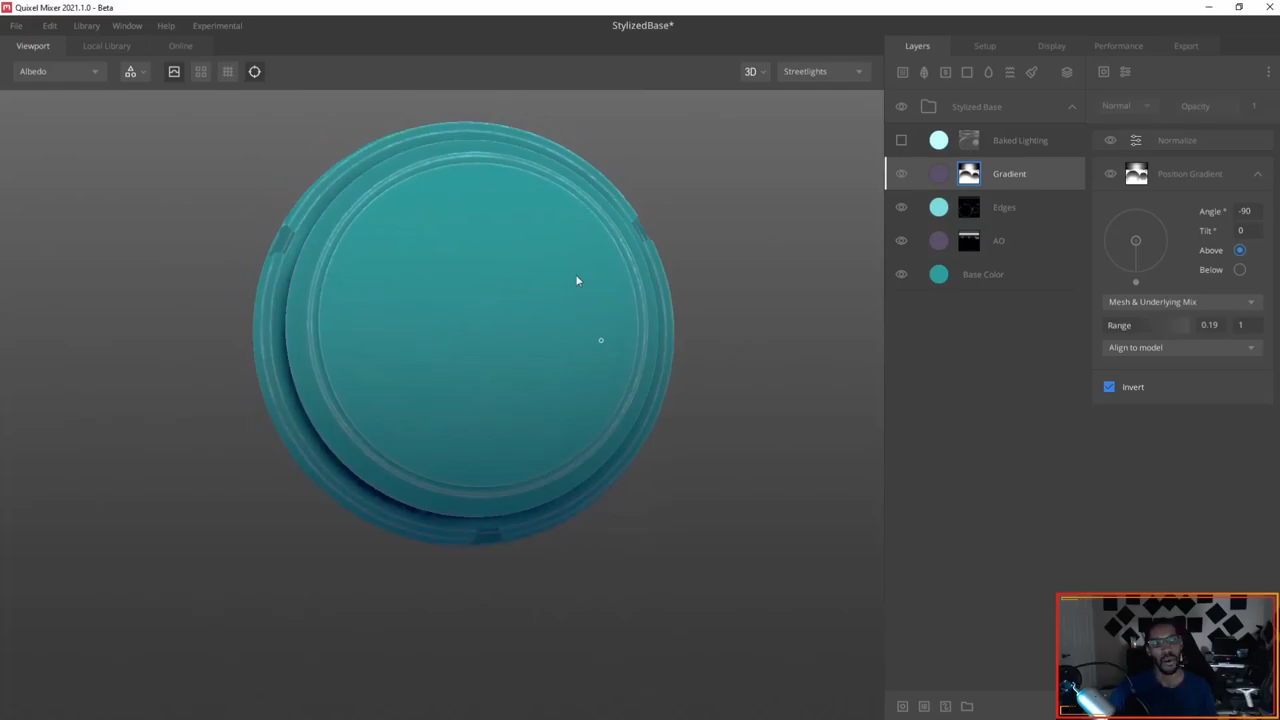 Quixel Mixer 2021.1.0 - Beta
File Edit Library Window Help Experimental
StylizedBase*
Viewport Local Library Online
Layers Setup Display Performance Export
Albedo
3D Streetlights
Stylized Base
Normal Opacity 1
Baked Lighting
Normalize
Gradient
Position Gradient
Edges
Angle° -90
Tilt° 0
AO
Above
Below
Base Color
Mesh & Underlying Mix
Range 0.19 1
Align to model
Invert